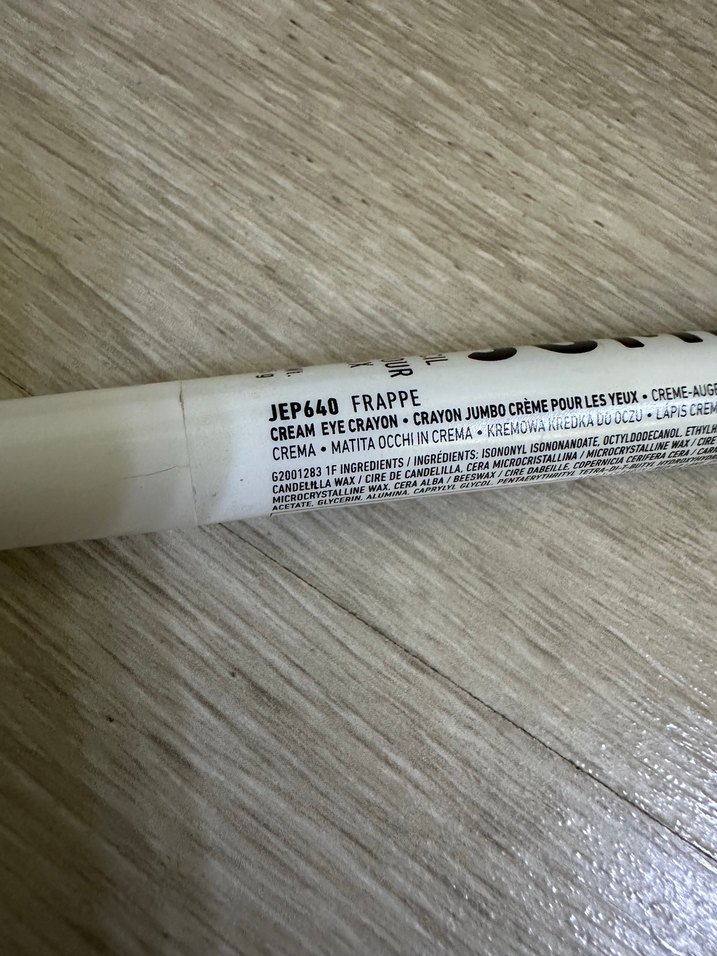 JEP640 FRAPPE
CREAM EYE CRAYON • CRAYON JUMBO CRÈME POUR LES YEUX • CREME-AUGE
CREMA • MATITA OCCHI IN CREMA • KREMOWA KREDKA DO OCZU • LÁPIS CREM
G2001283 1F INGREDIENTS / INGRÉDIENTS: ISONONYL ISONONANOATE, OCTYLDODECANOL, ETHYLH
CANDELILLA WAX / CIRE DE CANDELILLA, CERA MICROCRISTALLINA / MICROCRYSTALLINE WAX / CIRE
MICROCRYSTALLINE WAX, CERA ALBA / BEESWAX / CIRE DABEILLE, COPERNICIA CERIFERA CERA / CARN
ACETATE, GLYCERIN, ALUMINA, CAPRYLYL GLYCOL, PENTAERYTHRITYL TETRA-DI-T-BUTYL HYDROXYHYDR